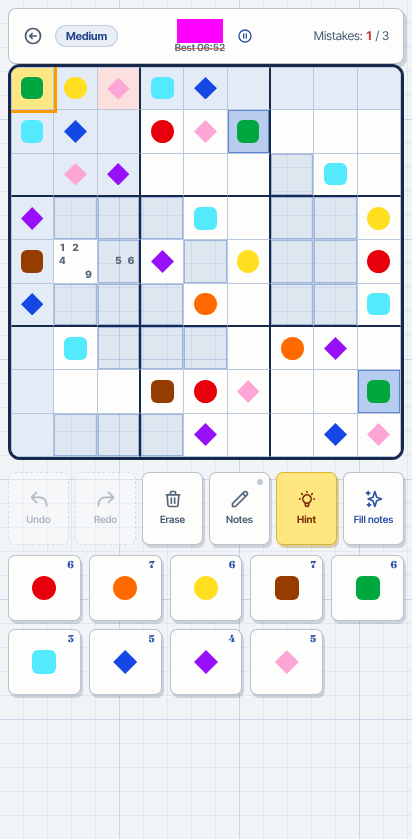 Medium
Best 06:52
Mistakes: 1 / 3
1 2
4
9
5 6
Undo
Redo
Erase
Notes
Hint
Fill notes
6
7
6
7
6
3
5
4
5